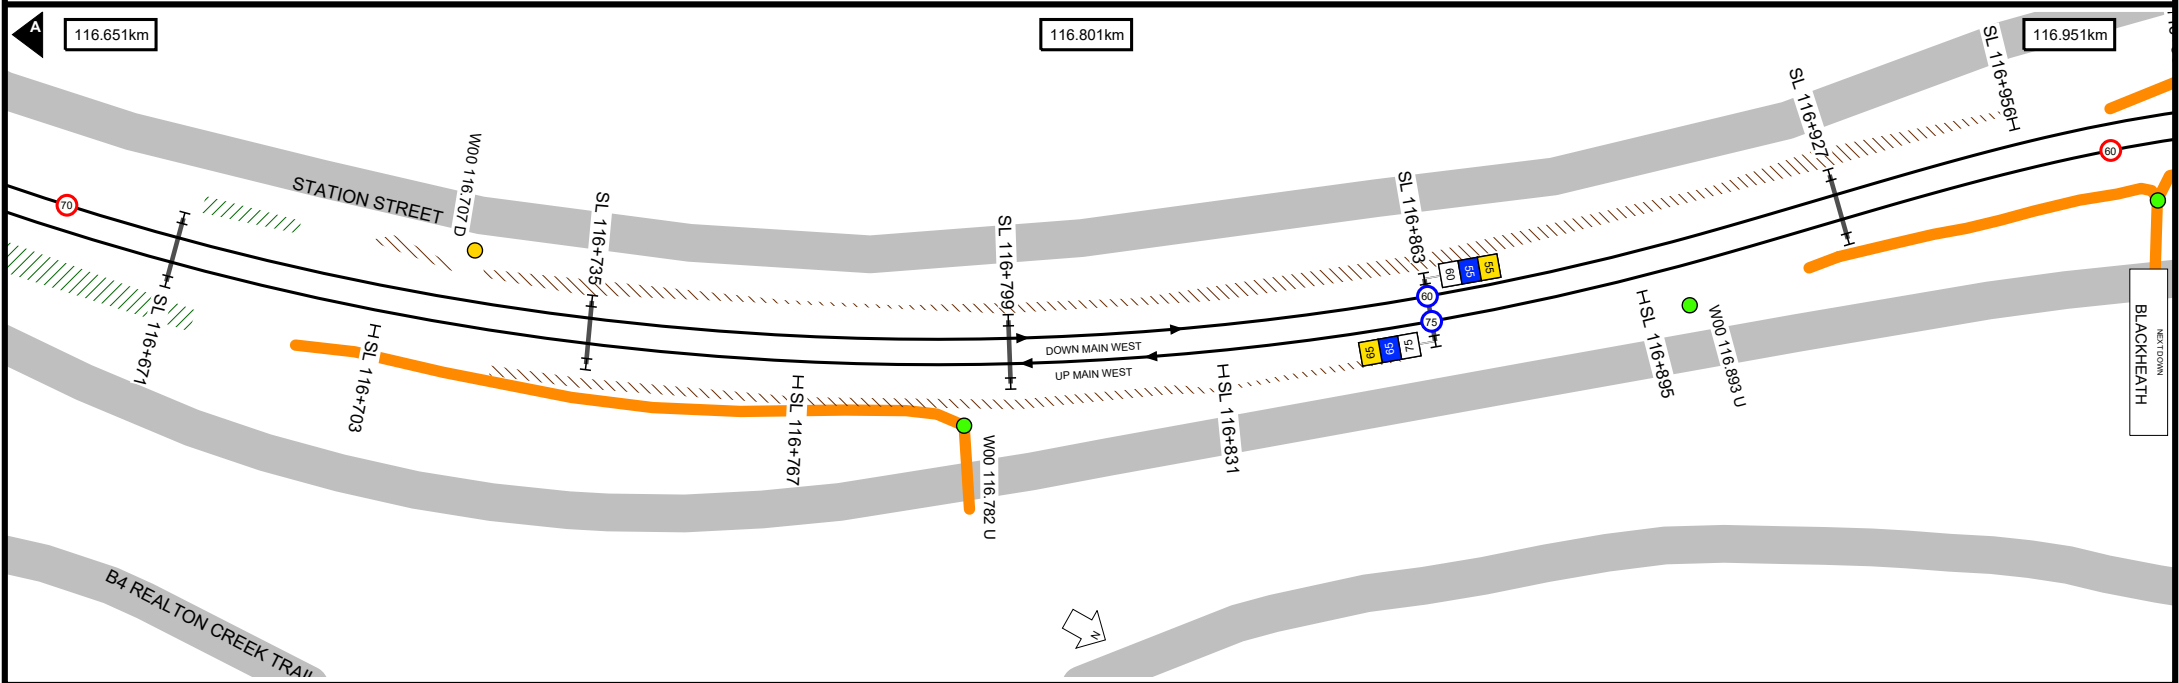 A
116.651km
116.801km
116.951km
STATION STREET
W00 116.707 D
SL 116+735
SL 116+799
SL 116+863
SL 116+927
SL 116+956
70
60
60
55
55
60
75
65
65
75
DOWN MAIN WEST
UP MAIN WEST
SL 116+671
SL 116+703
SL 116+767
W00 116.782 U
SL 116+831
SL 116+895
W00 116.893 U
NEXT DOWN
BLACKHEATH
B4 REALTON CREEK TRAIL
N